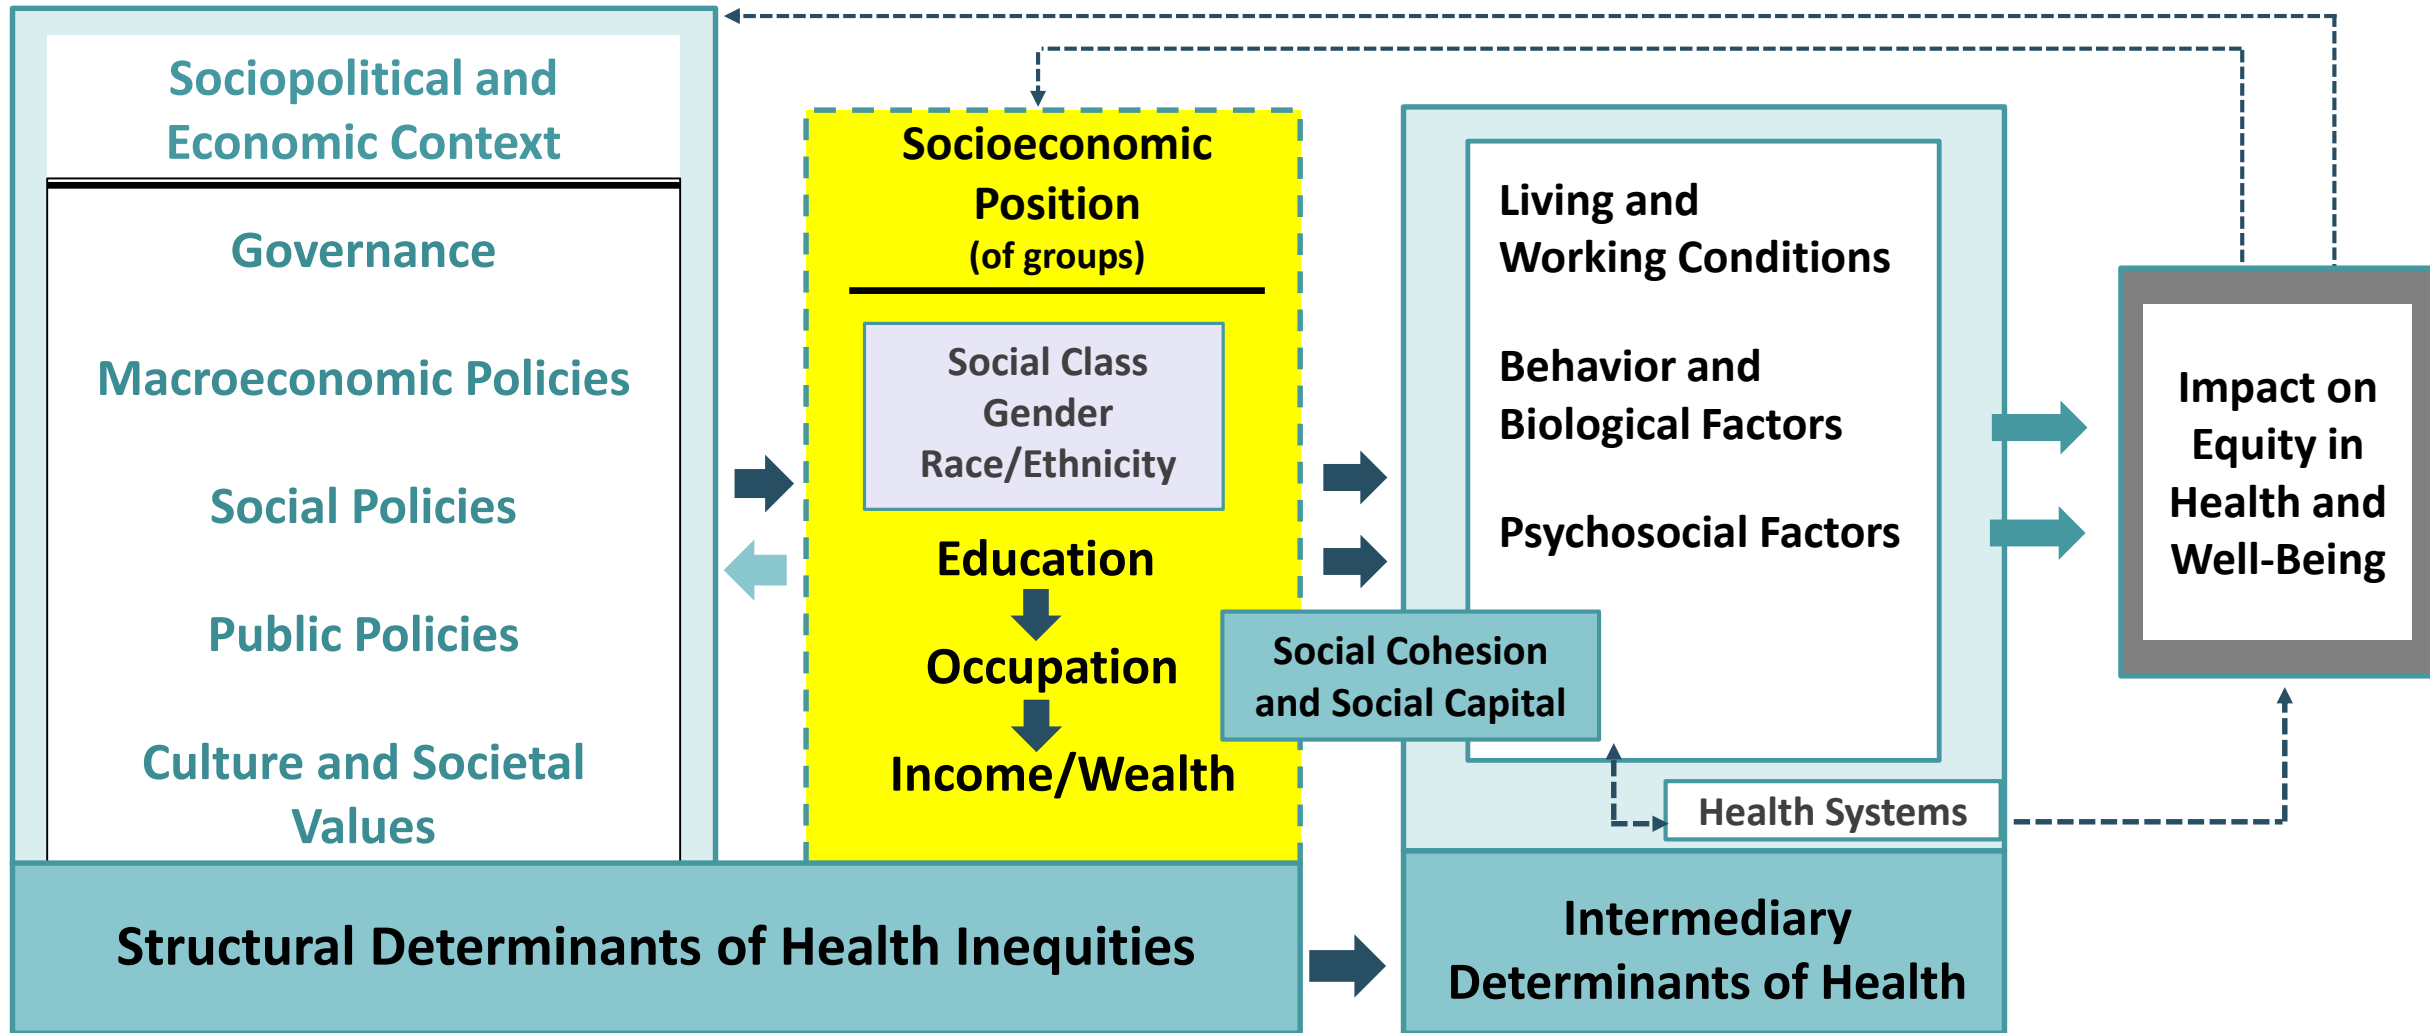 Sociopolitical and
Economic Context
Governance
Macroeconomic Policies
Social Policies
Public Policies
Culture and Societal
Values
Socioeconomic
Position
(of groups)
Social Class
Gender
Race/Ethnicity
Education
Occupation
Income/Wealth
Structural Determinants of Health Inequities
Social Cohesion
and Social Capital
Living and
Working Conditions
Behavior and
Biological Factors
Psychosocial Factors
Health Systems
Intermediary
Determinants of Health
Impact on
Equity in
Health and
Well-Being